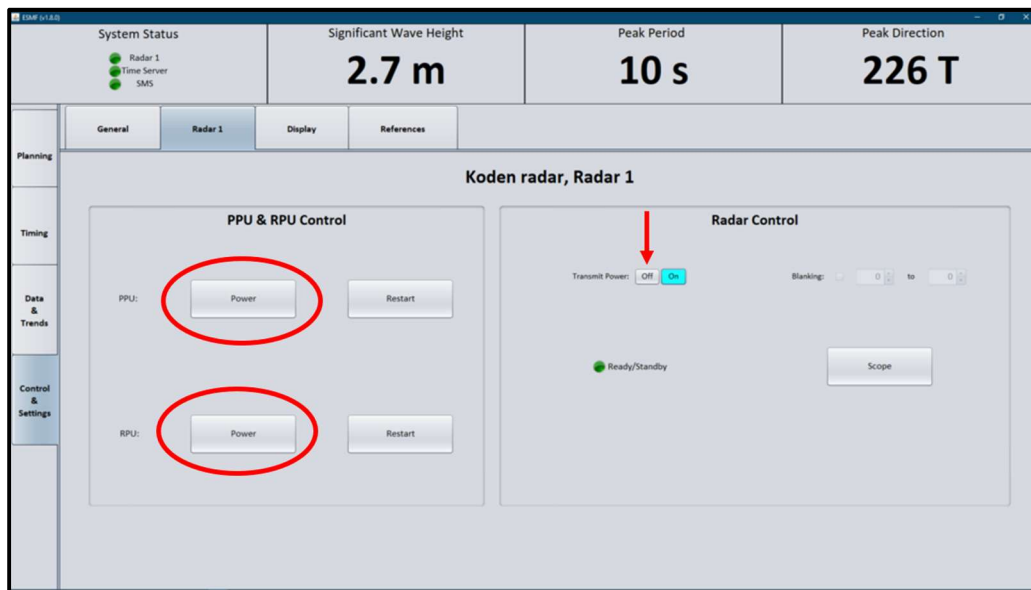 ESMF (v1.8.0)
System Status
Radar 1
Time Server
SMS
Significant Wave Height
2.7 m
Peak Period
10 s
Peak Direction
226 T
Planning
Timing
Data
&
Trends
Control
&
Settings
General Radar 1 Display References
Koden radar, Radar 1
PPU & RPU Control
PPU: Power Restart
RPU: Power Restart
Radar Control
Transmit Power: Off On Blanking: 0 to 0
Ready/Standby Scope